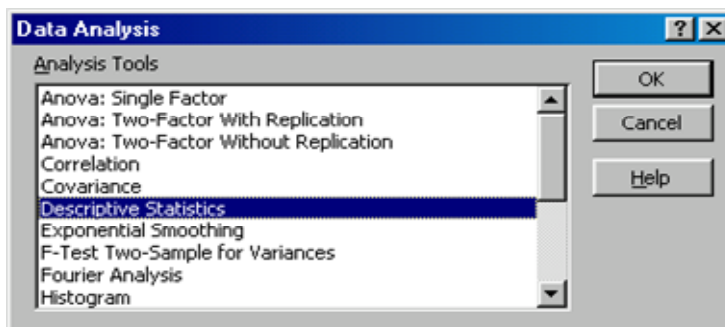 Data Analysis
Analysis Tools
Anova: Single Factor
Anova: Two-Factor With Replication
Anova: Two-Factor Without Replication
Correlation
Covariance
Descriptive Statistics
Exponential Smoothing
F-Test Two-Sample for Variances
Fourier Analysis
Histogram
OK
Cancel
Help